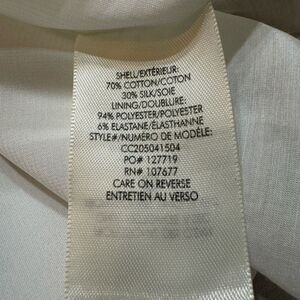 SHELL/EXTÉRIEUR:
70% COTTON/COTON
30% SILK/SOIE
LINING/DOUBLURE:
94% POLYESTER/POLYESTER
6% ELASTANE/ÉLASTHANNE
STYLE#/NUMÉRO DE MODÈLE:
CC205041504
PO# 127719
RN# 107677
CARE ON REVERSE
ENTRETIEN AU VERSO